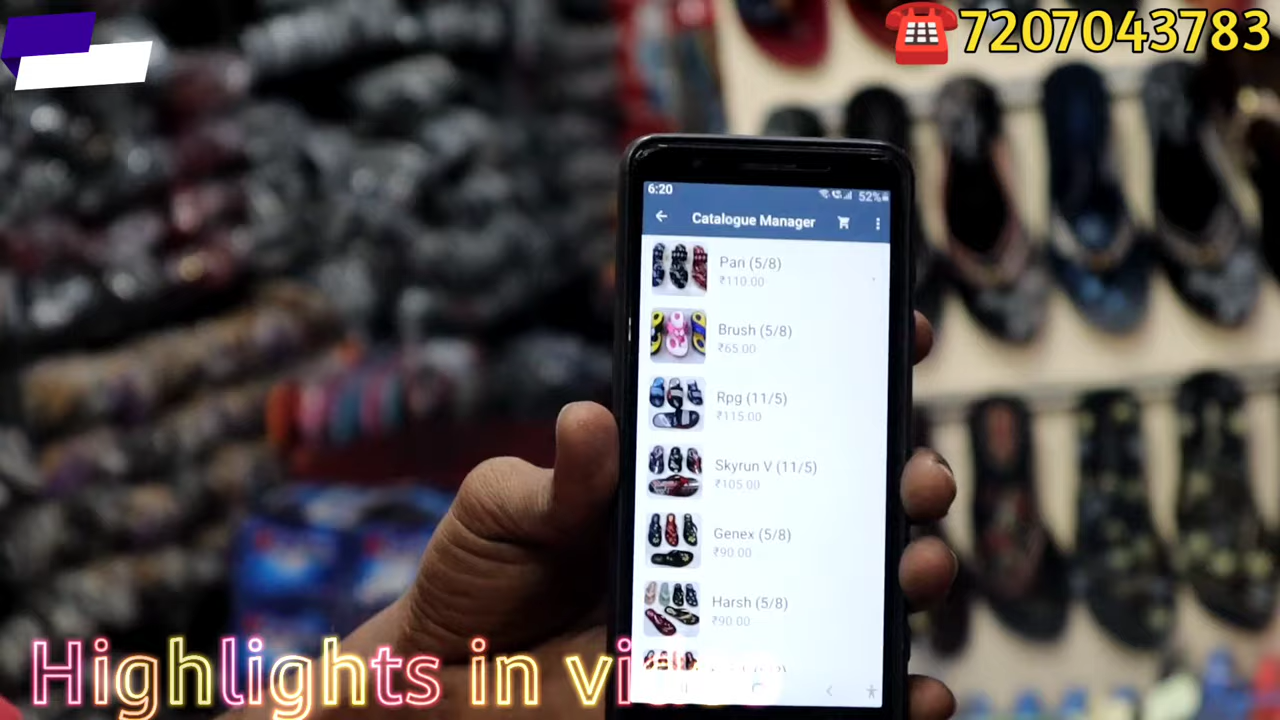 7207043783
6:20
52%
Catalogue Manager
Pari (5/8)
₹110.00
Brush (5/8)
₹65.00
Rpg (11/5)
₹115.00
Skyrun V (11/5)
₹105.00
Genex (5/8)
₹90.00
Harsh (5/8)
₹90.00
Highlights in